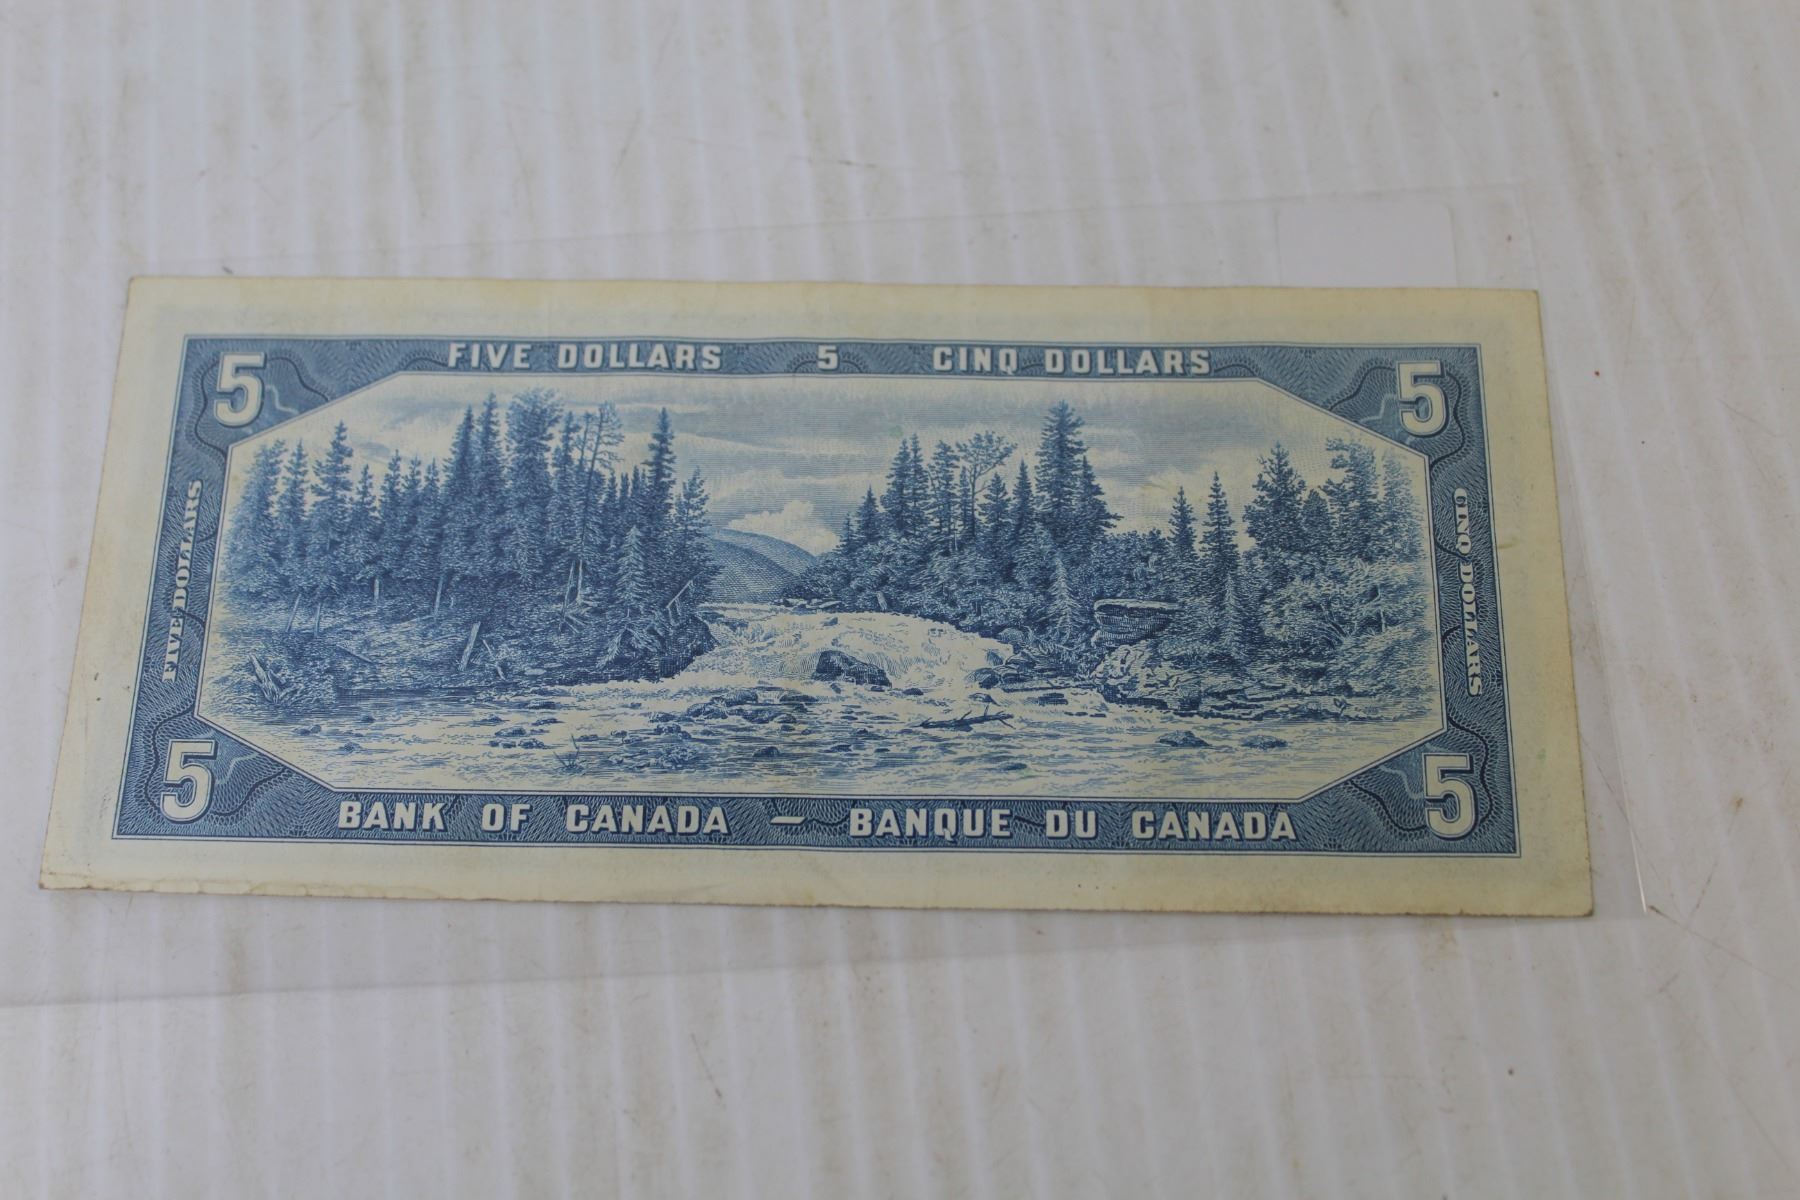 FIVE DOLLARS 5 CINQ DOLLARS
5 5
FIVE DOLLARS
CINQ DOLLARS
5 5
BANK OF CANADA – BANQUE DU CANADA